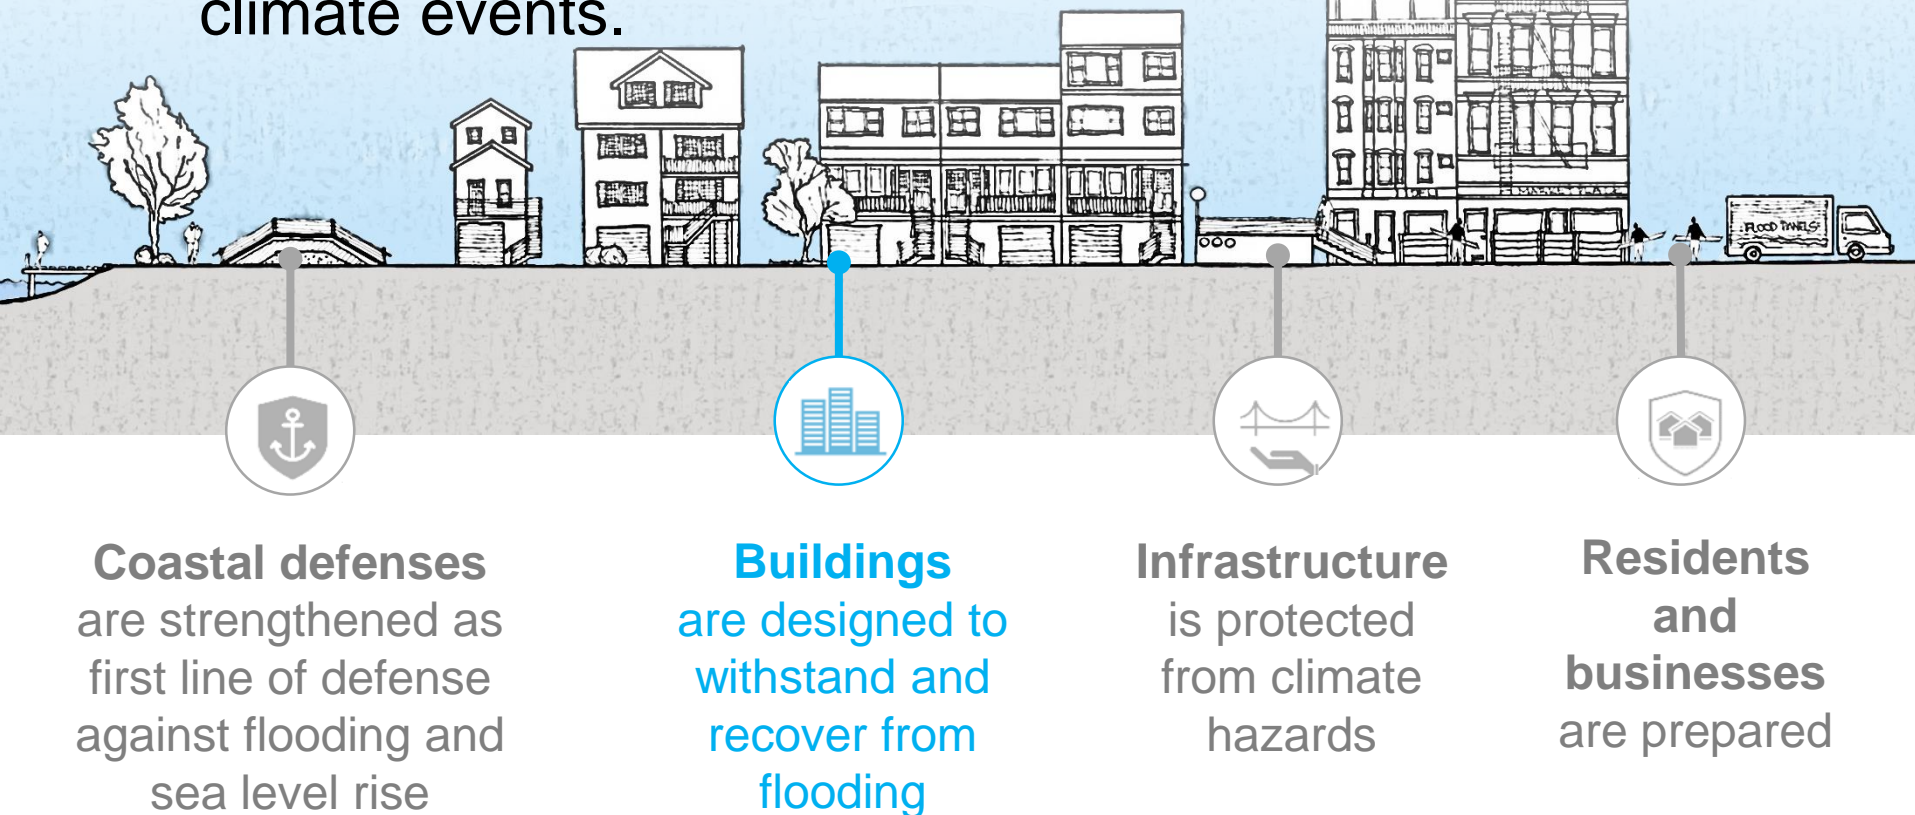 climate events.
DELI
FLOOD PANELS
Coastal defenses
are strengthened as
first line of defense
against flooding and
sea level rise
Buildings
are designed to
withstand and
recover from
flooding
Infrastructure
is protected
from climate
hazards
Residents
and
businesses
are prepared